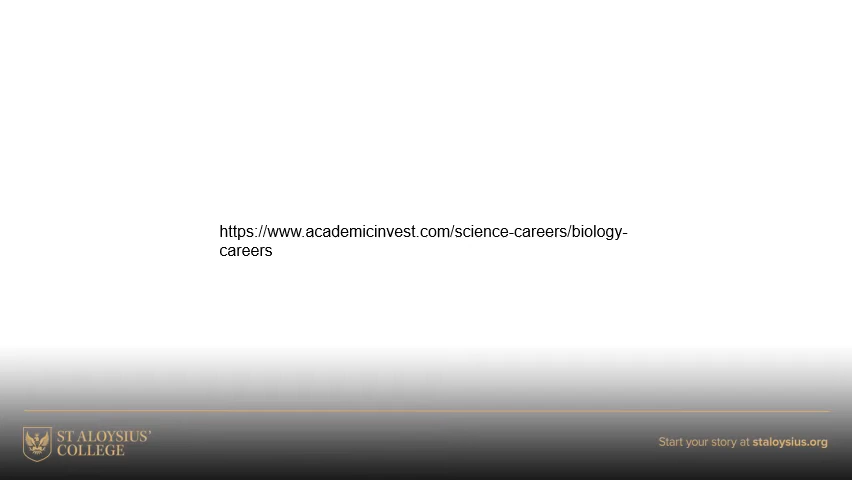 https://www.academicinvest.com/science-careers/biology-
careers
ST ALOYSIUS'
COLLEGE
Start your story at staloysius.org